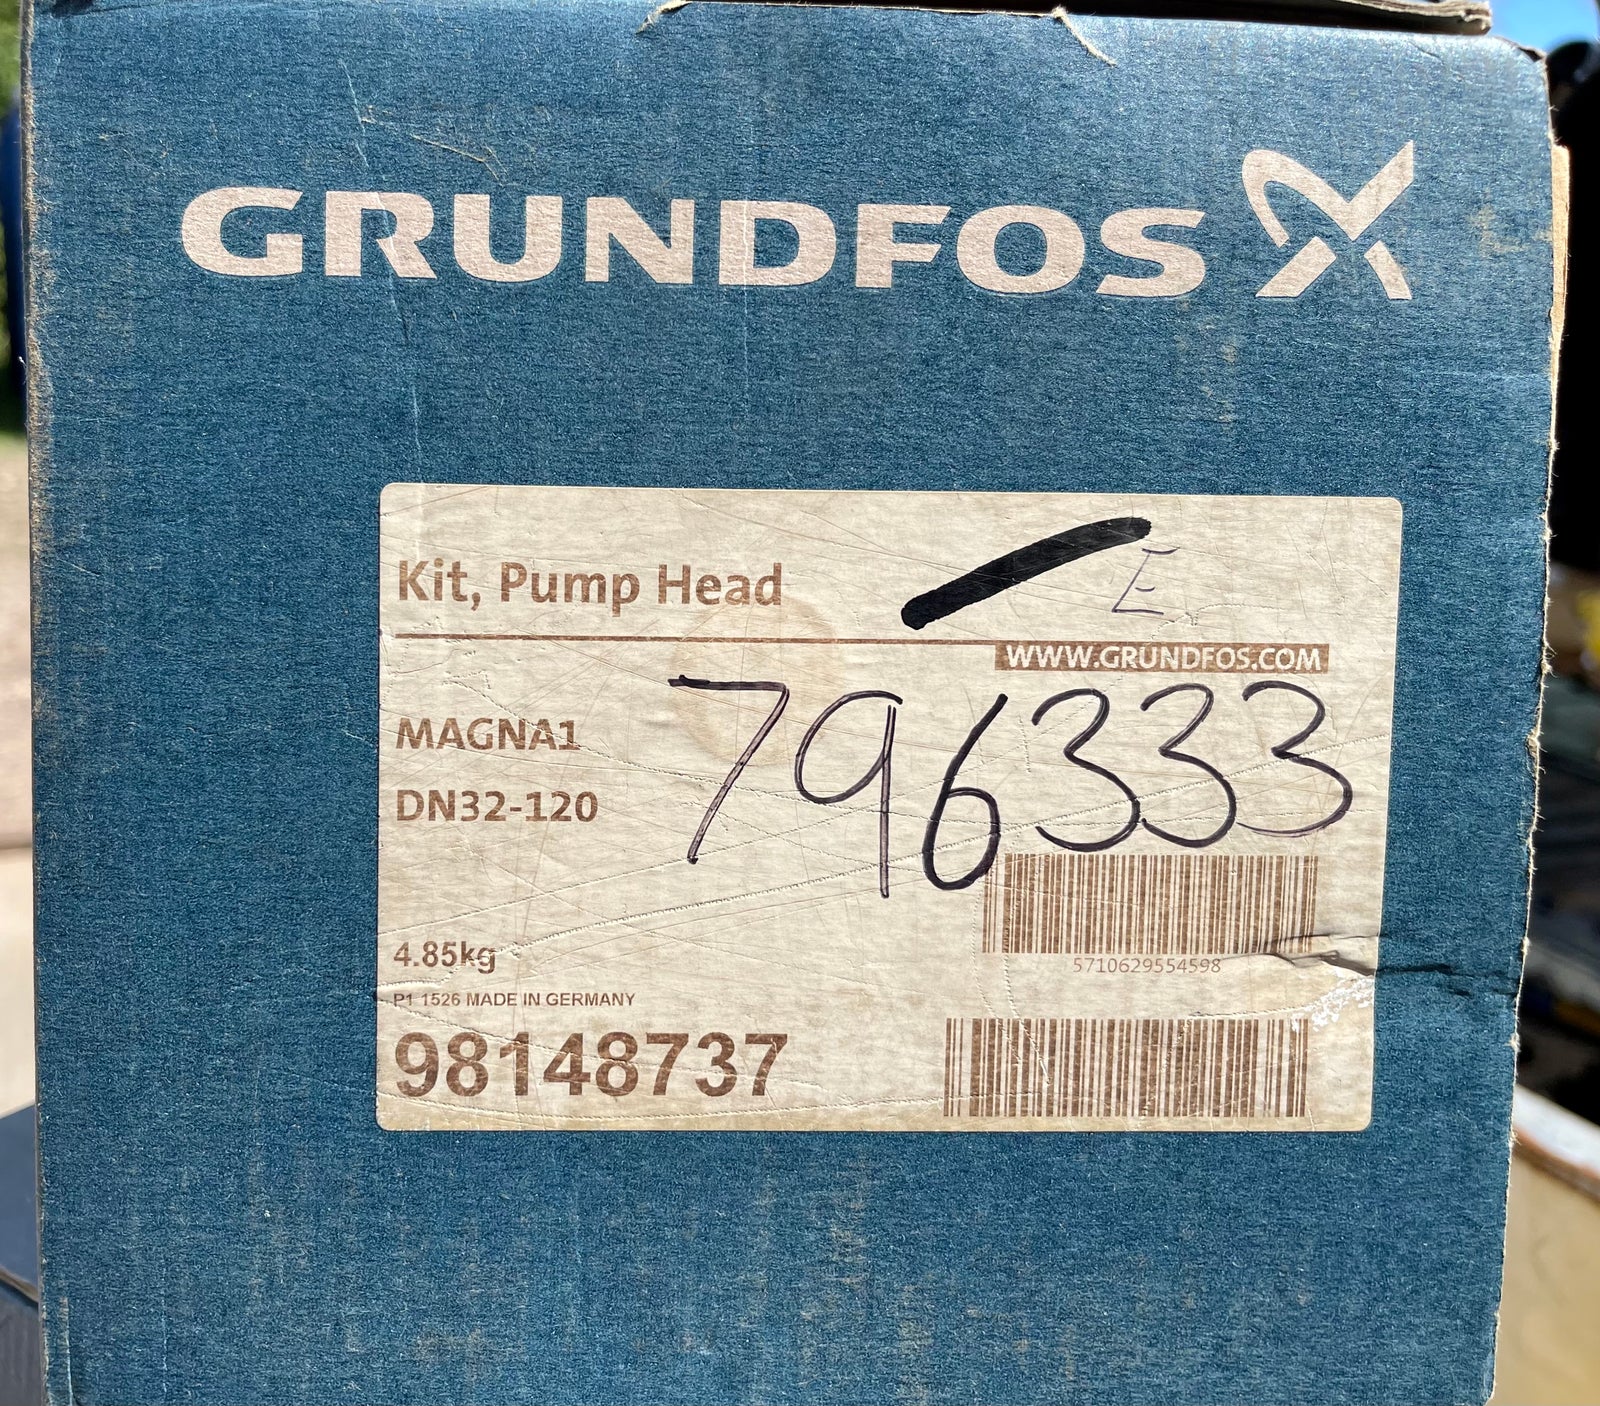 GRUNDFOS
Kit, Pump Head
E
WWW.GRUNDFOS.COM
796333
MAGNA1
DN32-120
4.85kg
5710629554598
P1 1526 MADE IN GERMANY
98148737